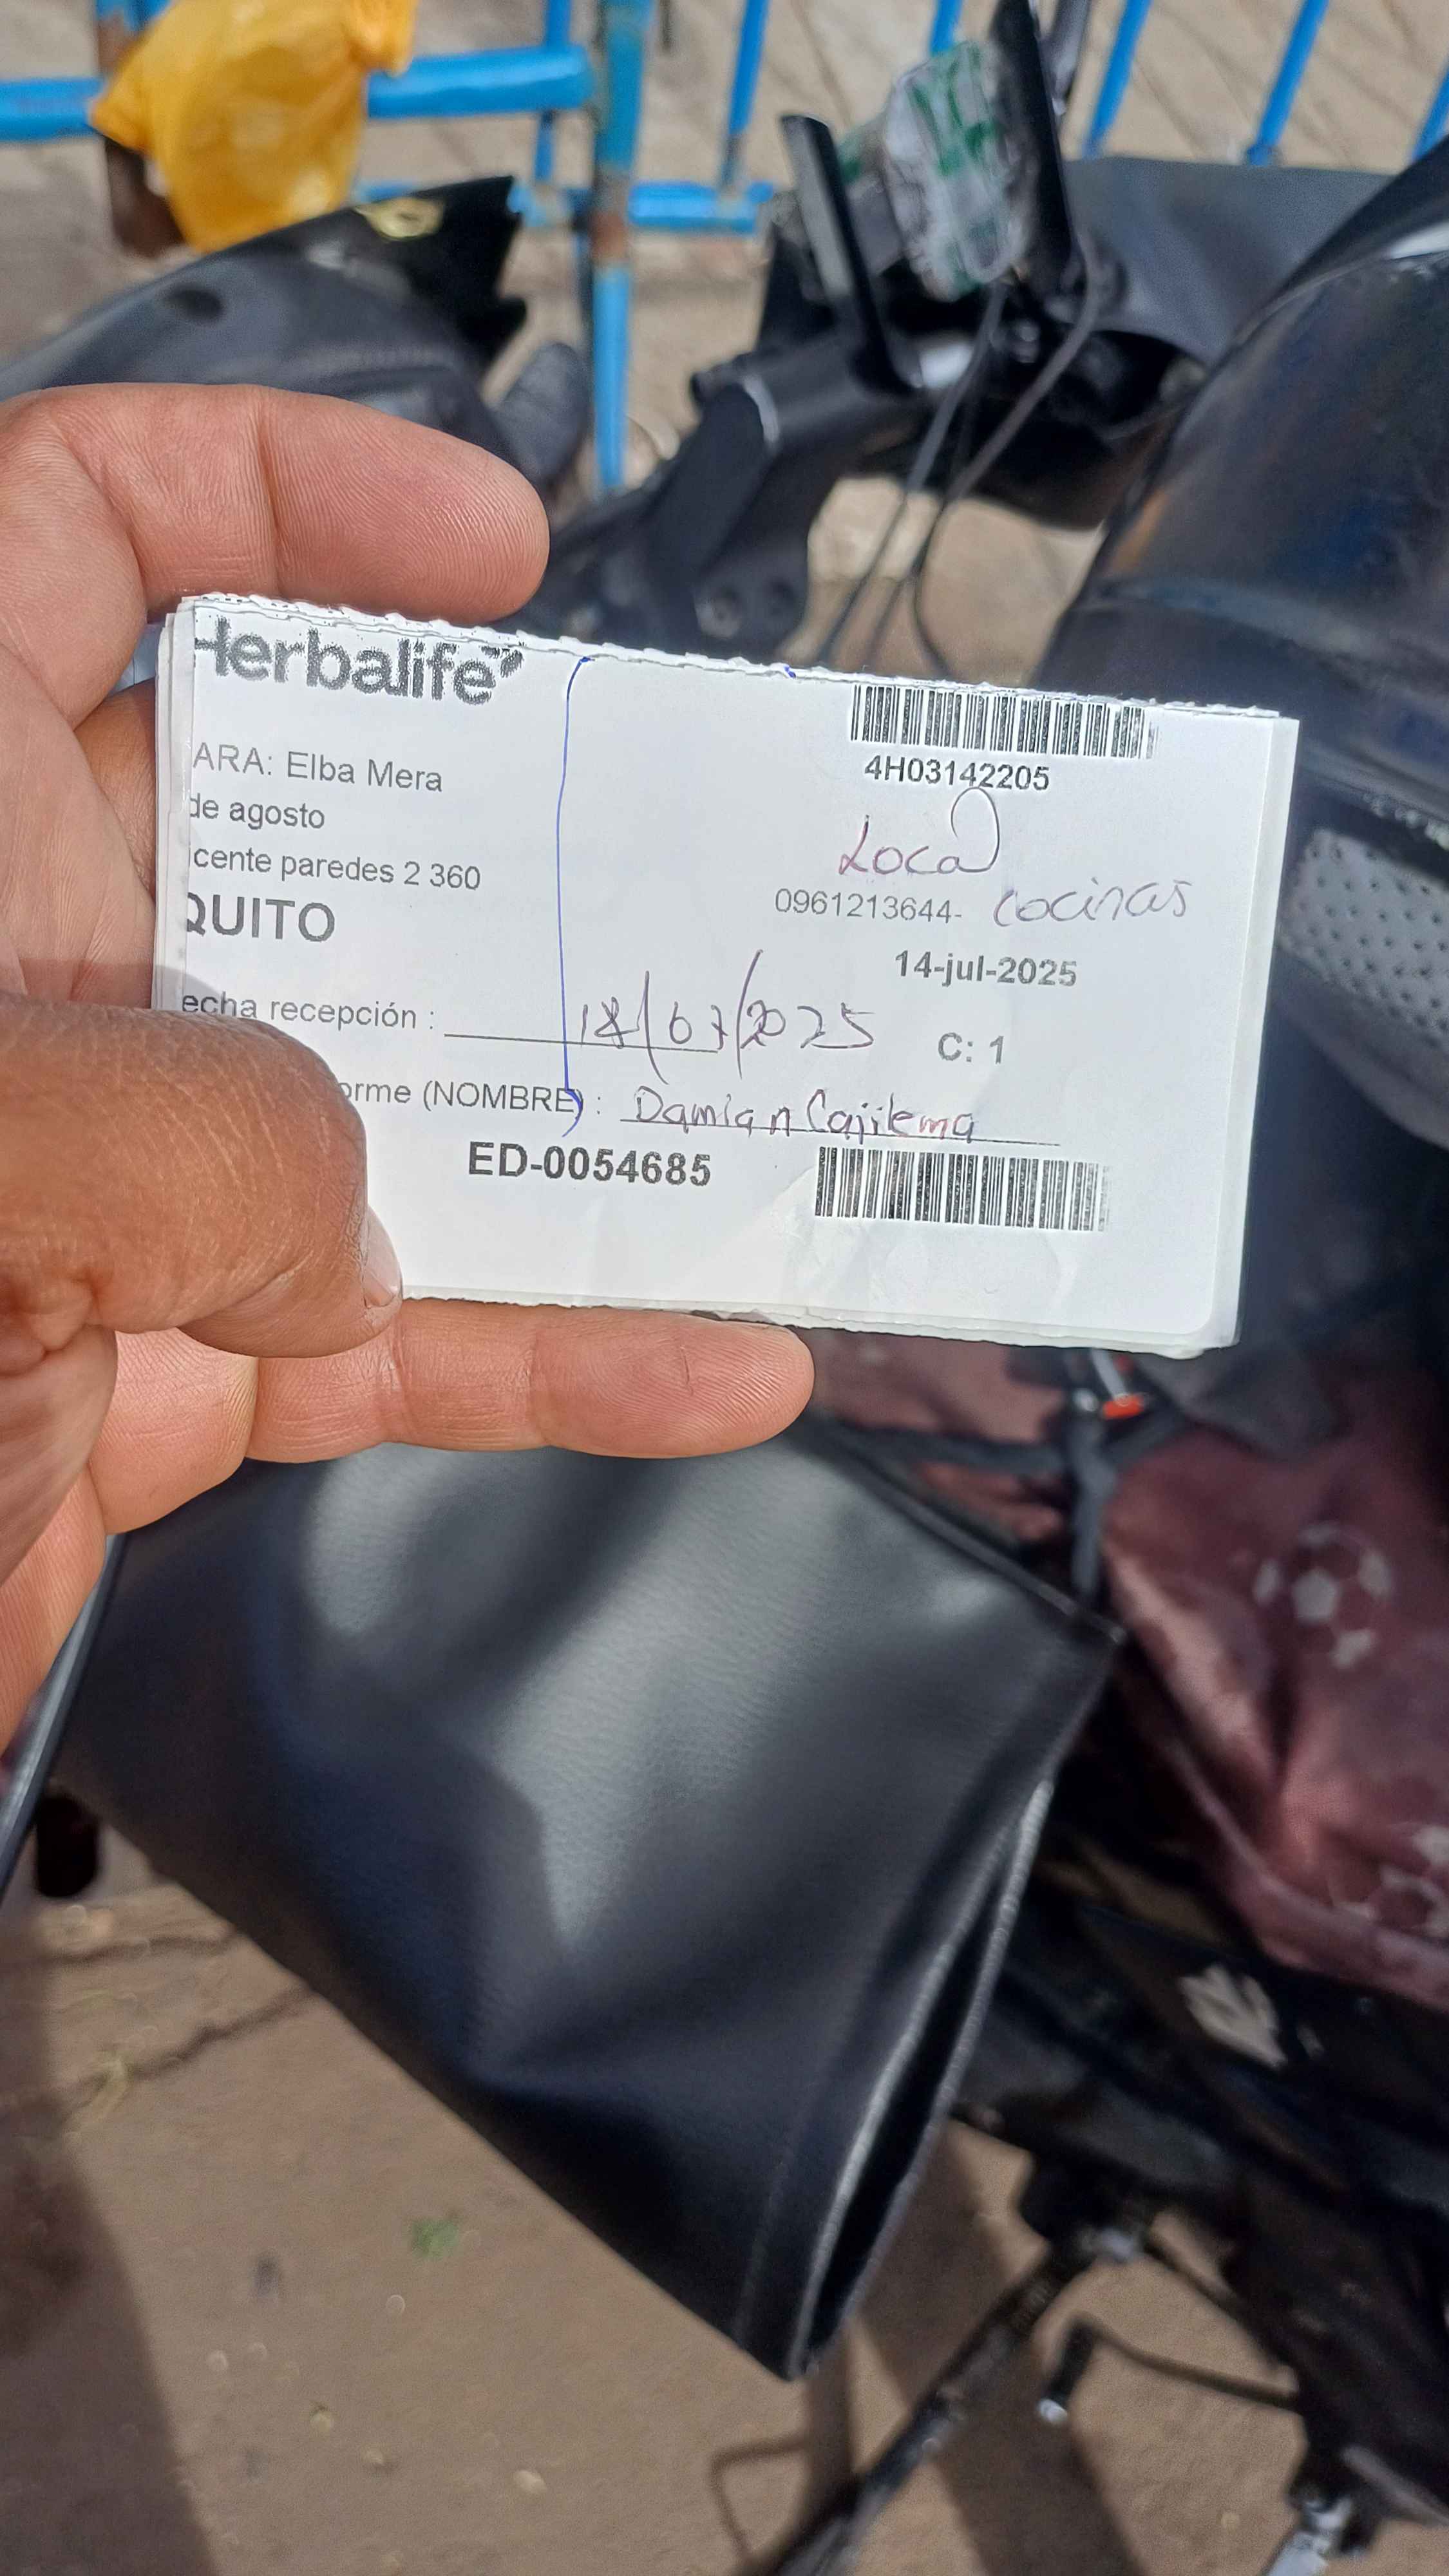 Herbalife
4H03142205
ARA: Elba Mera
de agosto
Local
cente paredes 2 360
0961213644- cocinas
QUITO
14-jul-2025
echa recepción : 18/07/2025 C: 1
orme (NOMBRE) : Damian Cajilema
ED-0054685